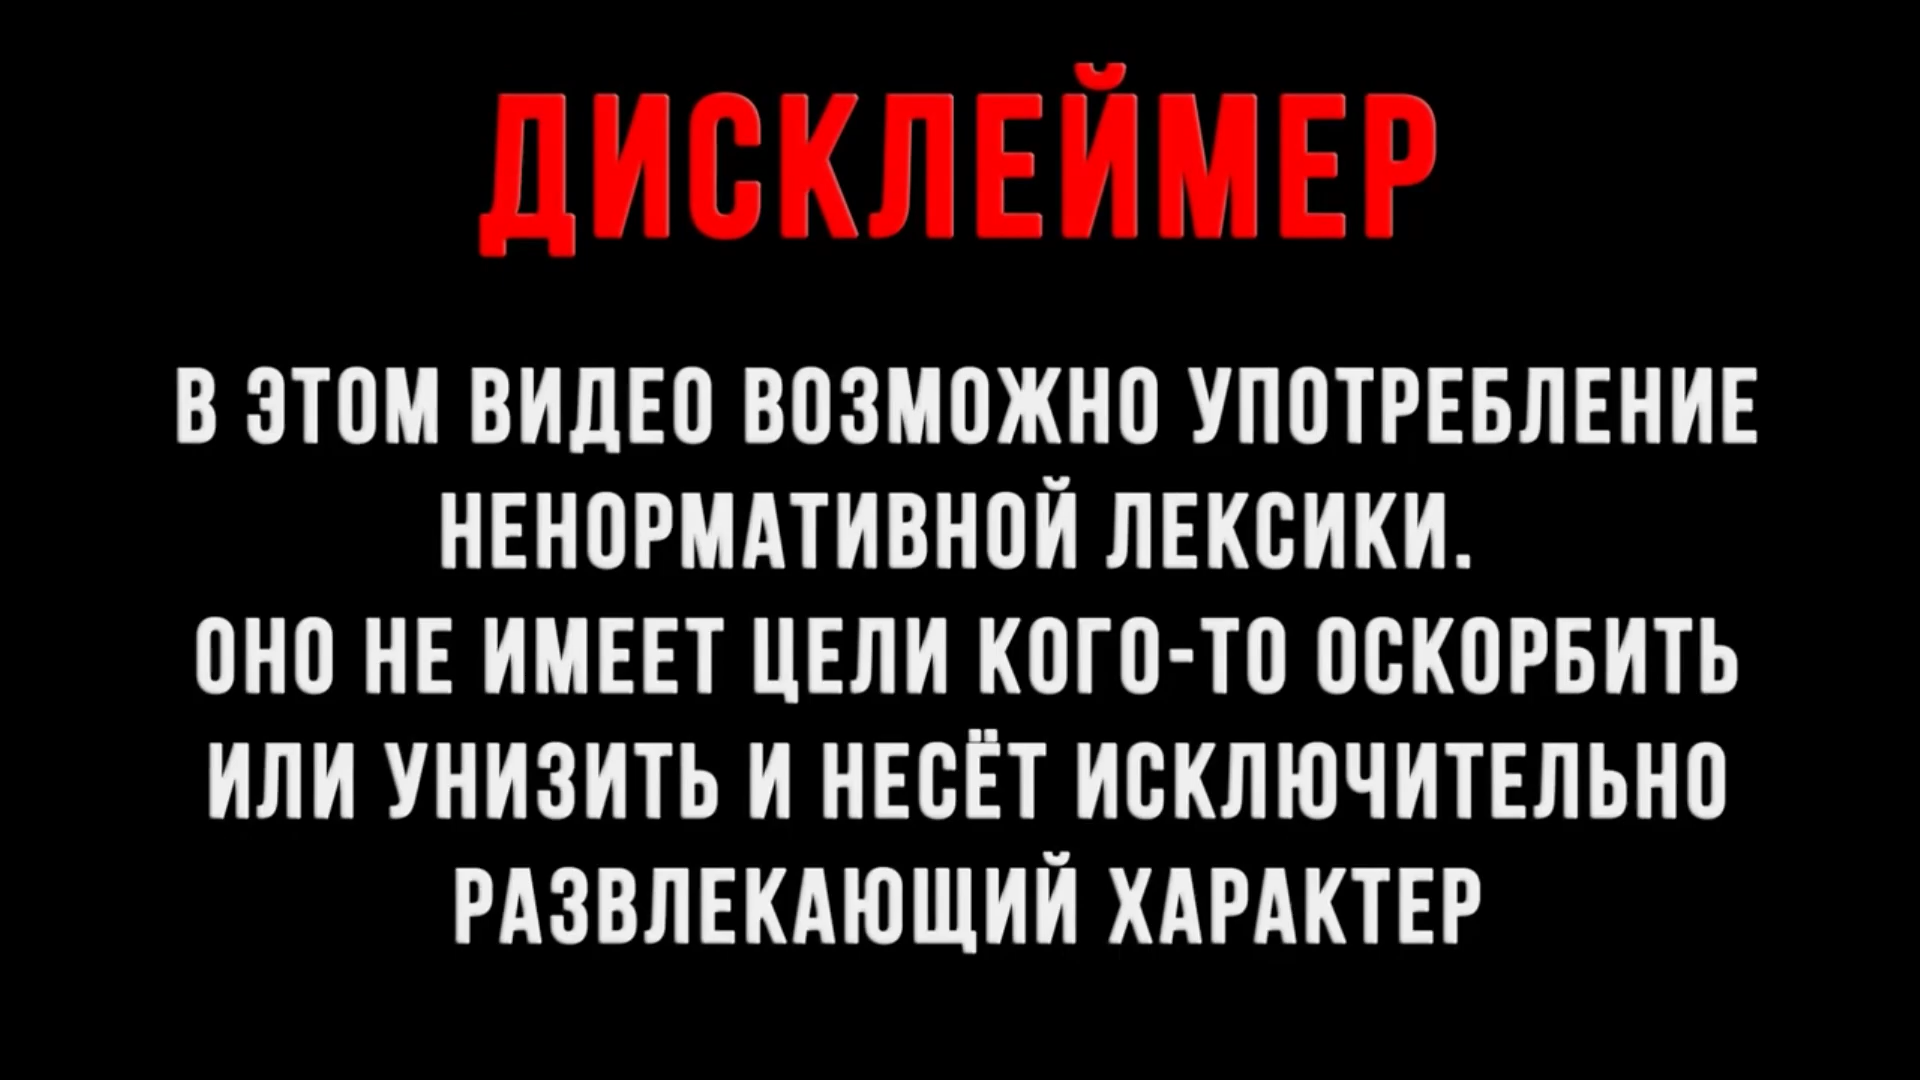 ДИСКЛЕЙМЕР
В ЭТОМ ВИДЕО ВОЗМОЖНО УПОТРЕБЛЕНИЕ
НЕНОРМАТИВНОЙ ЛЕКСИКИ.
ОНО НЕ ИМЕЕТ ЦЕЛИ КОГО-ТО ОСКОРБИТЬ
ИЛИ УНИЗИТЬ И НЕСЁТ ИСКЛЮЧИТЕЛЬНО
РАЗВЛЕКАЮЩИЙ ХАРАКТЕР